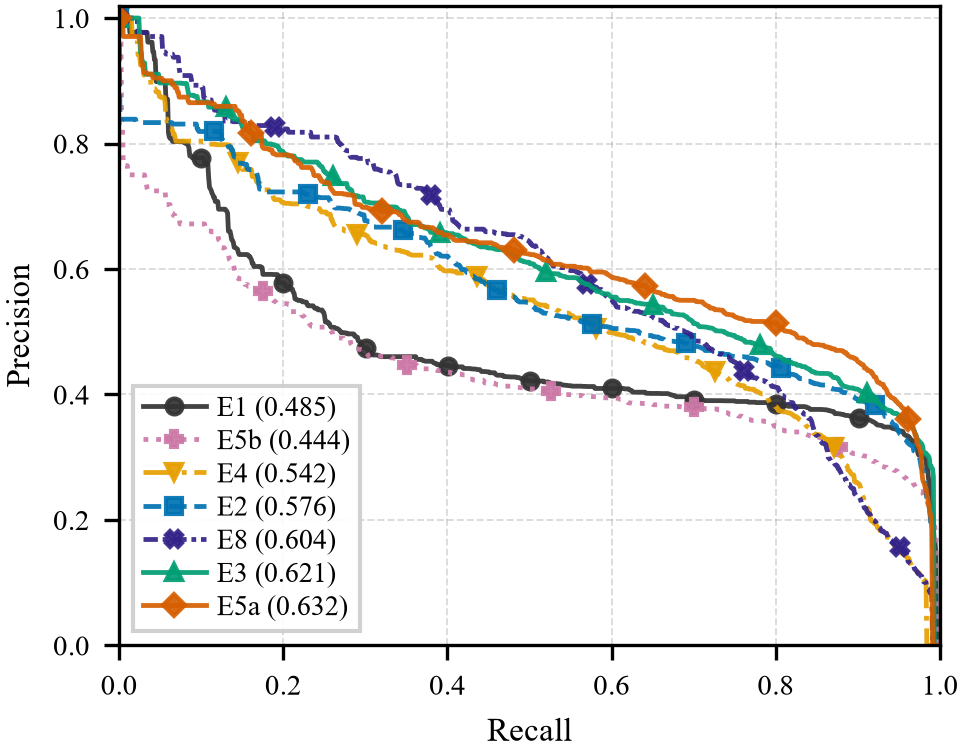 Precision
1.0
0.8
0.6
0.4
0.2
0.0
E1 (0.485)
E5b (0.444)
E4 (0.542)
E2 (0.576)
E8 (0.604)
E3 (0.621)
E5a (0.632)
0.0 0.2 0.4 0.6 0.8 1.0
Recall